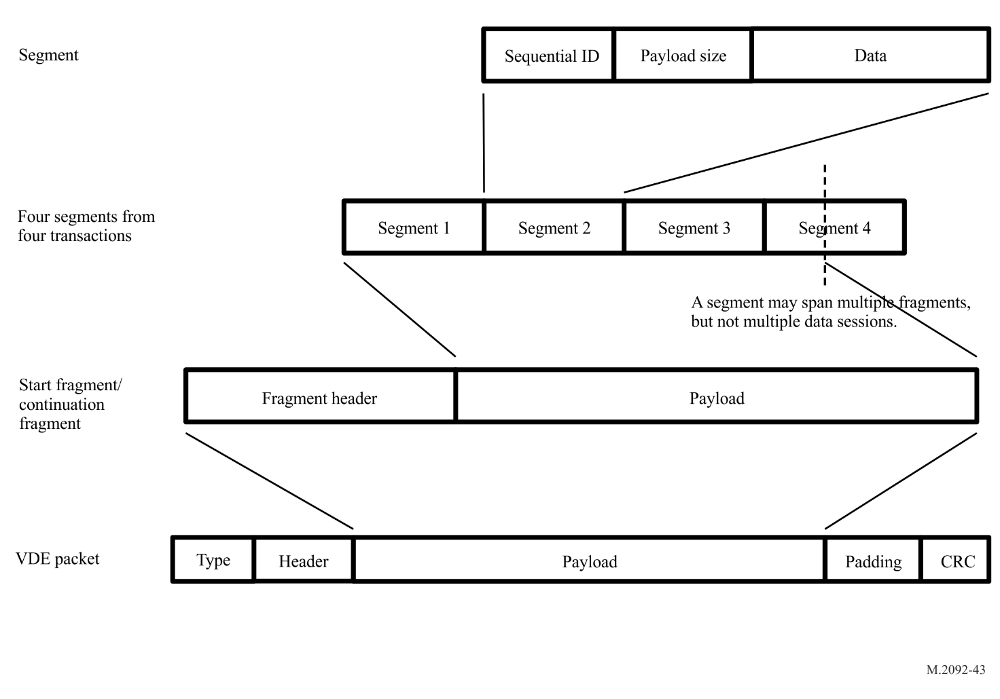 Segment
Sequential ID
Payload size
Data
Four segments from
four transactions
Segment 1
Segment 2
Segment 3
Segment 4
A segment may span multiple fragments,
but not multiple data sessions.
Start fragment/
continuation
fragment
Fragment header
Payload
VDE packet
Type
Header
Payload
Padding
CRC
M.2092-43